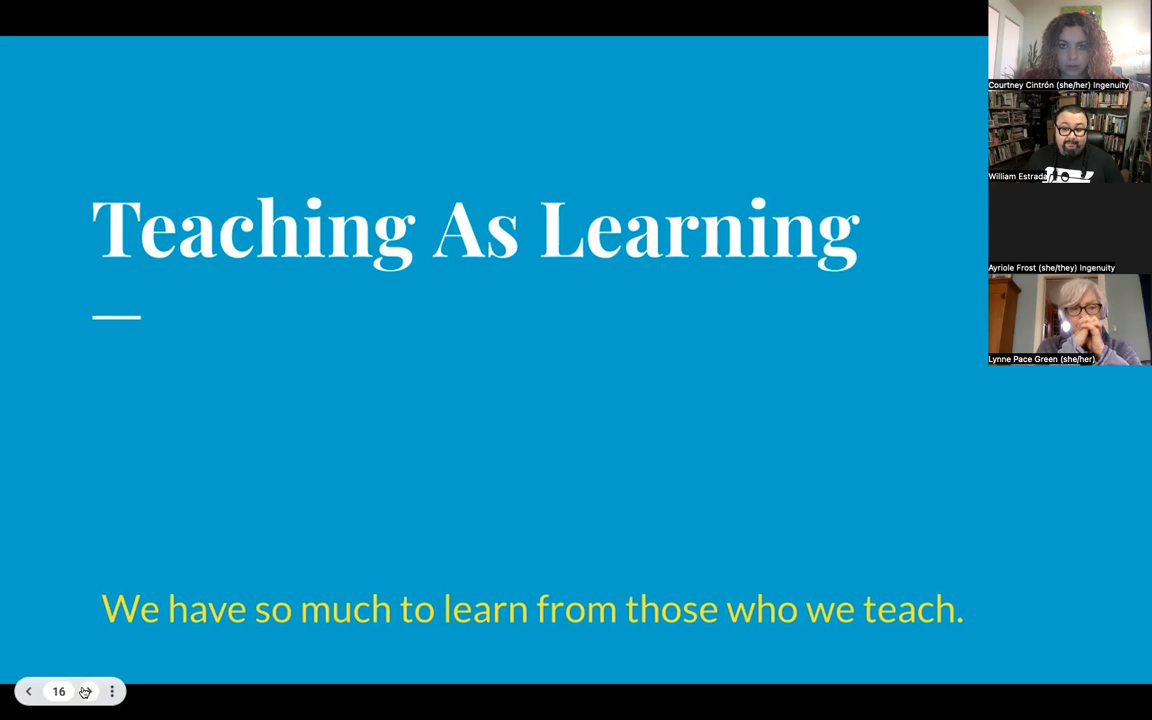 Teaching As Learning
We have so much to learn from those who we teach.
Courtney Cintrón (she/her) Ingenuity
William Estrada
Ayriole Frost (she/they) Ingenuity
Lynne Pace Green (she/her)
16